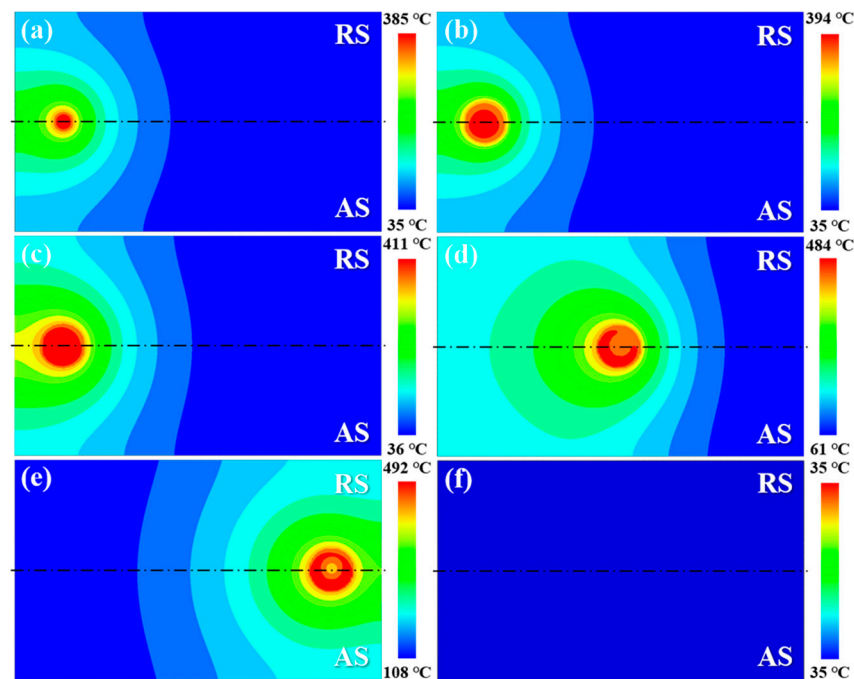 (a) RS 385 °C
AS 35 °C
(b) RS 394 °C
AS 35 °C
(c) RS 411 °C
AS 36 °C
(d) RS 484 °C
AS 61 °C
(e) RS 492 °C
AS 108 °C
(f) RS 35 °C
AS 35 °C